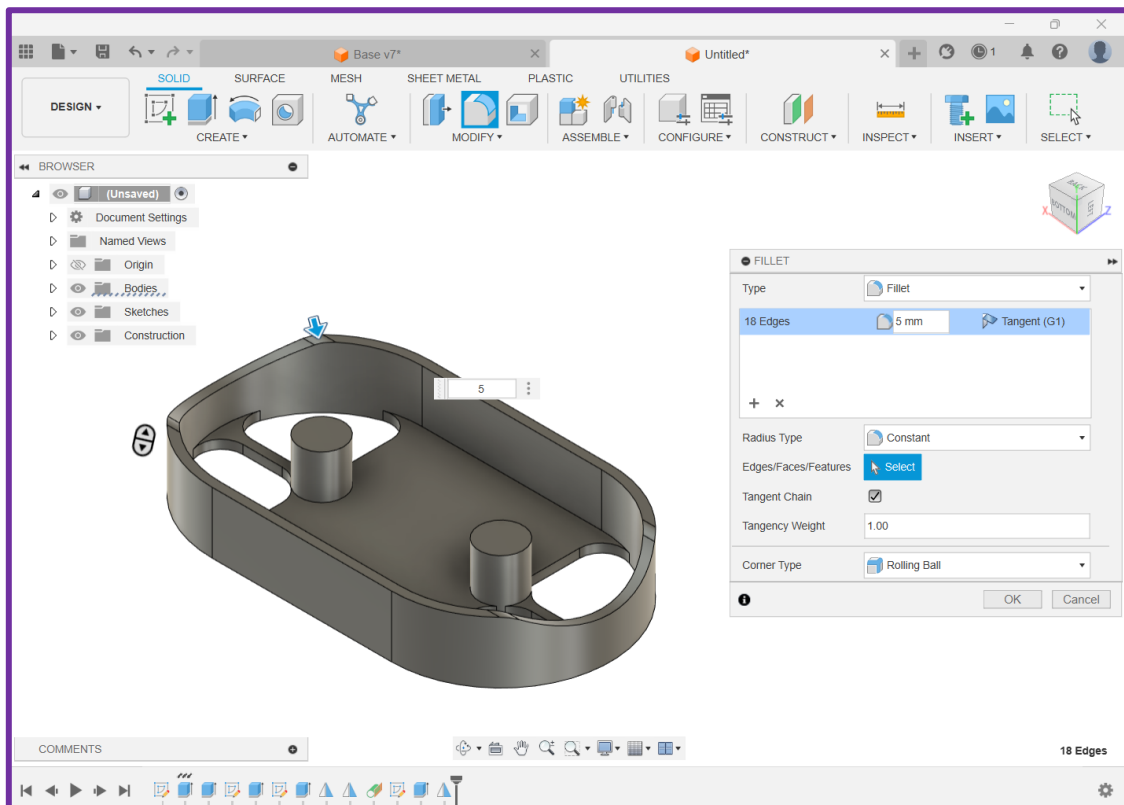 Base v7*
Untitled*
1
DESIGN
SOLID
SURFACE
MESH
SHEET METAL
PLASTIC
UTILITIES
CREATE
AUTOMATE
MODIFY
ASSEMBLE
CONFIGURE
CONSTRUCT
INSPECT
INSERT
SELECT
BROWSER
(Unsaved)
Document Settings
Named Views
Origin
Bodies
Sketches
Construction
BACK
BOTTOM
X
Z
FILLET
Type
Fillet
18 Edges
5 mm
Tangent (G1)
5
Radius Type
Constant
Edges/Faces/Features
Select
Tangent Chain
Tangency Weight
1.00
Corner Type
Rolling Ball
OK
Cancel
COMMENTS
18 Edges